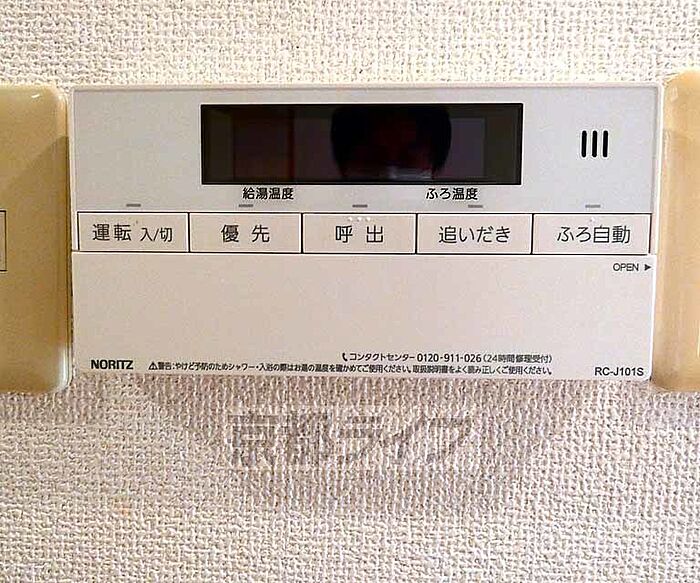 給湯温度 ふろ温度
運転 入/切 優先 呼出 追いだき ふろ自動
OPEN ▶
コンタクトセンター 0120-911-026 (24時間修理受付)
NORITZ ⚠警告:やけど予防のためシャワー・入浴の際はお湯の温度を確かめてご使用ください。取扱説明書をよく読み正しくご使用ください。 RC-J101S
京都ライフ